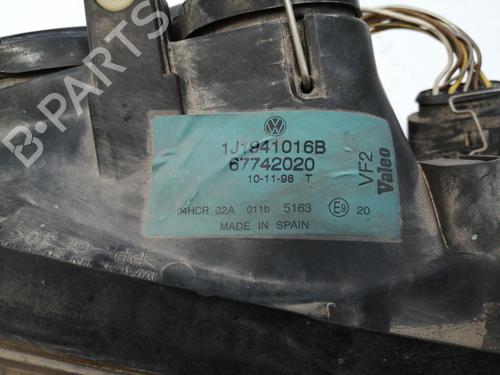 1J1941016B
67742020
10-11-98 T
04HCR 02A 011b 5163 E9 20
MADE IN SPAIN
VF2
Valeo
B-PARTS